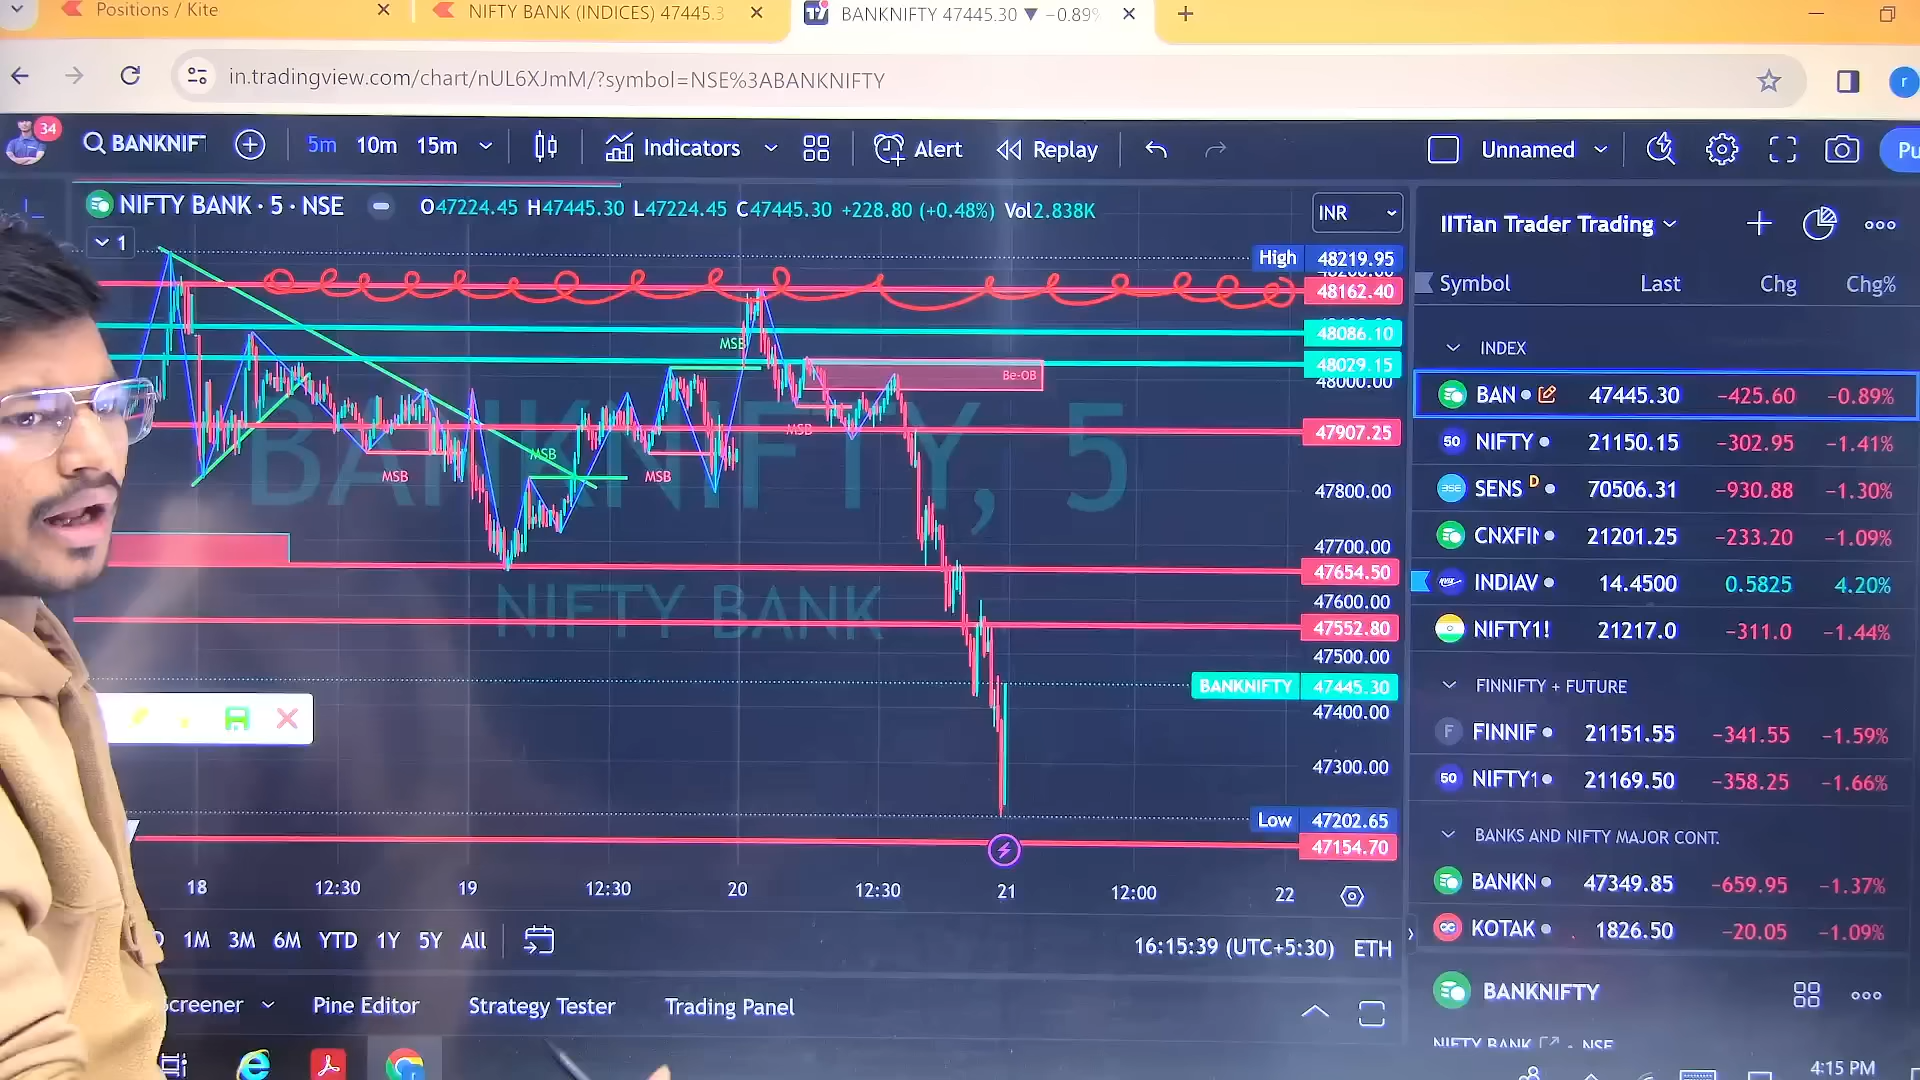 Positions / Kite
NIFTY BANK (INDICES) 47445.3
BANKNIFTY 47445.30 ▼ −0.89%
in.tradingview.com/chart/nUL6XJmM/?symbol=NSE%3ABANKNIFTY
r
34
BANKNIFT
5m 10m 15m
Indicators
Alert
Replay
Unnamed
Pu
NIFTY BANK · 5 · NSE
O47224.45 H47445.30 L47224.45 C47445.30 +228.80 (+0.48%) Vol2.838K
1
INR
High 48219.95
48162.40
48086.10
48029.15
48000.00
47907.25
47800.00
47700.00
47654.50
47600.00
47552.80
47500.00
BANKNIFTY 47445.30
47400.00
47300.00
Low 47202.65
47154.70
MSB
MSB
MSB
MSB
MSB
Be-OB
BANKNIFTY, 5
NIFTY BANK
18 12:30 19 12:30 20 12:30 21 12:00 22
1M 3M 6M YTD 1Y 5Y All
16:15:39 (UTC+5:30) ETH
Screener Pine Editor Strategy Tester Trading Panel
IITian Trader Trading
Symbol Last Chg Chg%
INDEX
BAN 47445.30 −425.60 −0.89%
50 NIFTY 21150.15 −302.95 −1.41%
BSE SENS D 70506.31 −930.88 −1.30%
CNXFIN 21201.25 −233.20 −1.09%
INDIAV 14.4500 0.5825 4.20%
NIFTY1! 21217.0 −311.0 −1.44%
FINNIFTY + FUTURE
F FINNIF 21151.55 −341.55 −1.59%
50 NIFTY1 21169.50 −358.25 −1.66%
BANKS AND NIFTY MAJOR CONT.
BANKN 47349.85 −659.95 −1.37%
KOTAK 1826.50 −20.05 −1.09%
BANKNIFTY
NIFTY BANK · NSE
4:15 PM